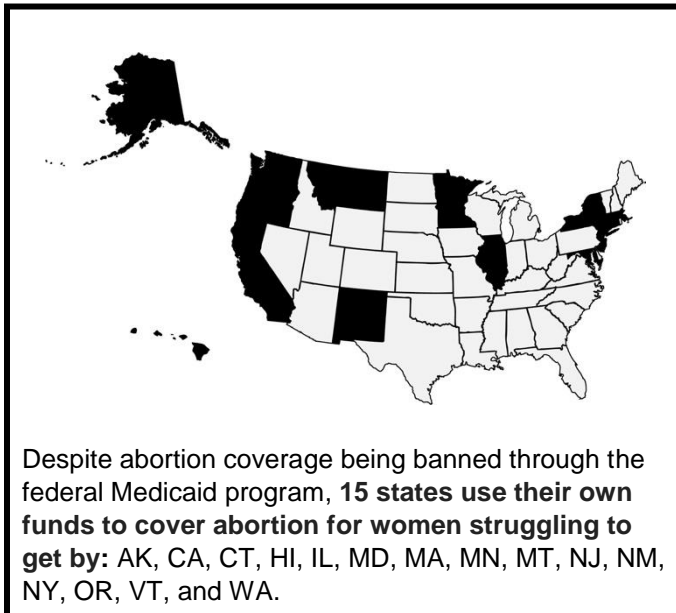 Despite abortion coverage being banned through the
federal Medicaid program, 15 states use their own
funds to cover abortion for women struggling to
get by: AK, CA, CT, HI, IL, MD, MA, MN, MT, NJ, NM,
NY, OR, VT, and WA.